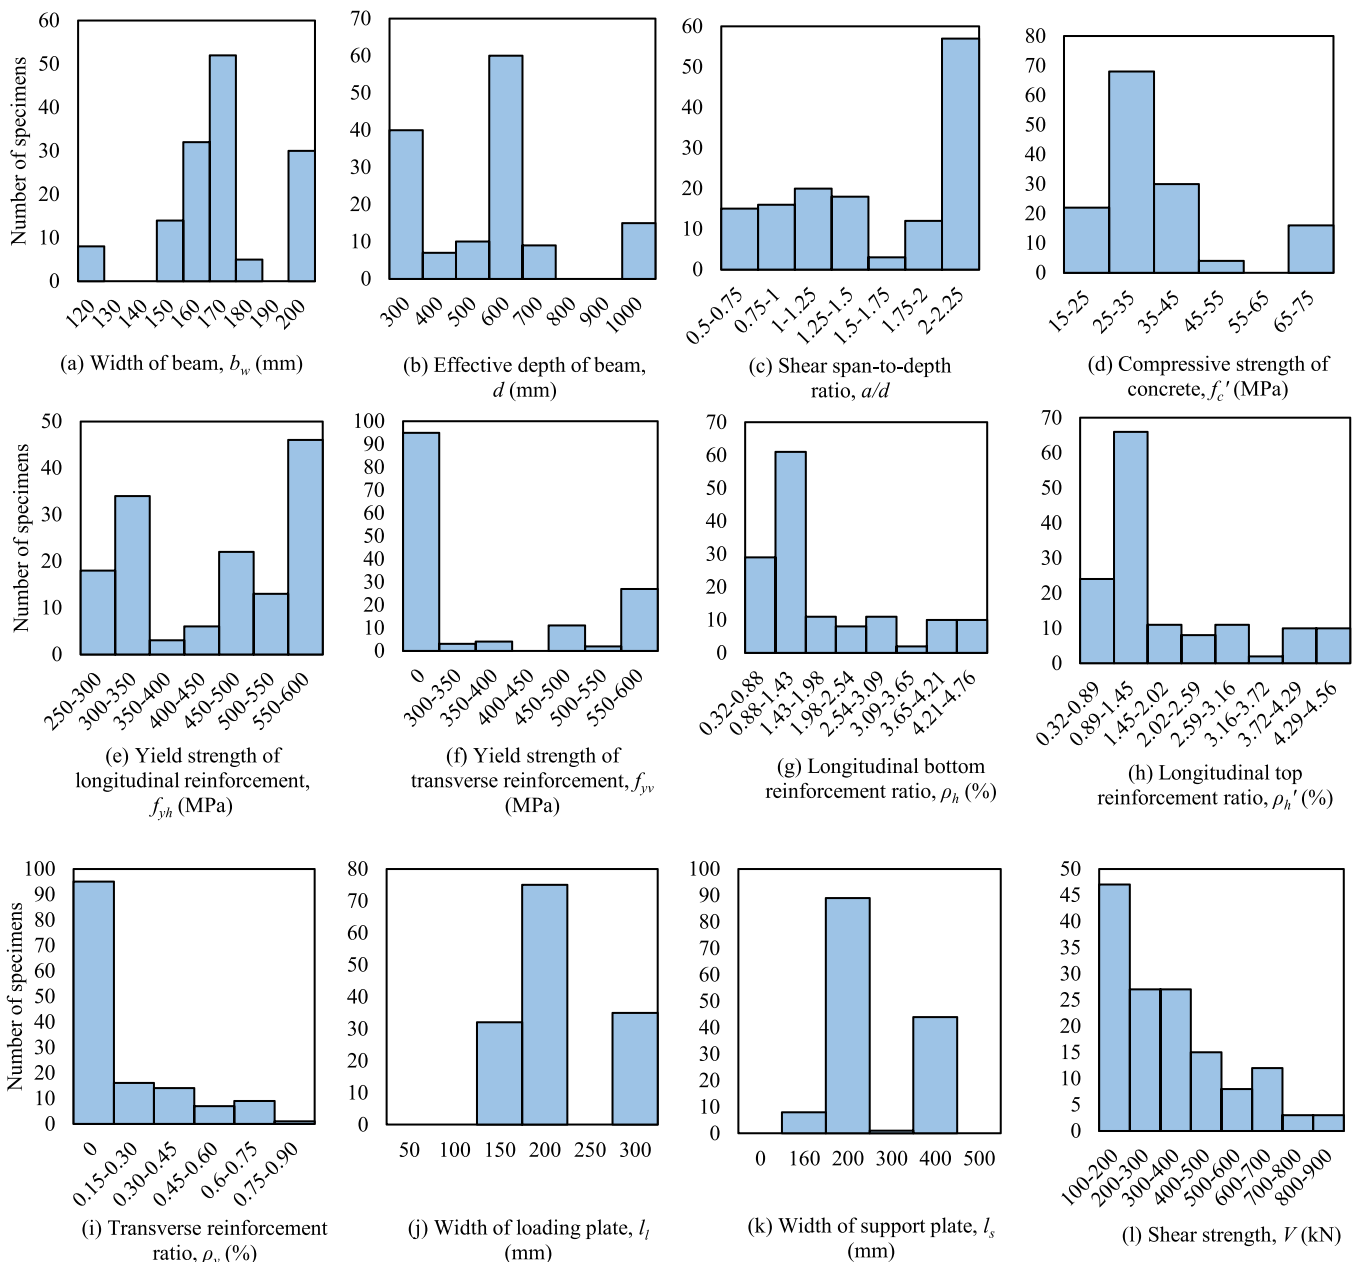 60
50
40
30
20
10
0
Number of specimens
120 130 140 150 160 170 180 190 200
(a) Width of beam, b_w (mm)
70
60
50
40
30
20
10
0
300 400 500 600 700 800 900 1000
(b) Effective depth of beam,
d (mm)
60
50
40
30
20
10
0
0.5-0.75 0.75-1 1-1.25 1.25-1.5 1.5-1.75 1.75-2 2-2.25
(c) Shear span-to-depth
ratio, a/d
80
70
60
50
40
30
20
10
0
15-25 25-35 35-45 45-55 55-65 65-75
(d) Compressive strength of
concrete, f_c′ (MPa)
50
40
30
20
10
0
Number of specimens
250-300 300-350 350-400 400-450 450-500 500-550 550-600
(e) Yield strength of
longitudinal reinforcement,
f_yh (MPa)
100
90
80
70
60
50
40
30
20
10
0
0 300-350 350-400 400-450 450-500 500-550 550-600
(f) Yield strength of
transverse reinforcement, f_yv
(MPa)
70
60
50
40
30
20
10
0
0.32-0.88 0.88-1.43 1.43-1.98 1.98-2.54 2.54-3.09 3.09-3.65 3.65-4.21 4.21-4.76
(g) Longitudinal bottom
reinforcement ratio, ρ_h (%)
70
60
50
40
30
20
10
0
0.32-0.89 0.89-1.45 1.45-2.02 2.02-2.59 2.59-3.16 3.16-3.72 3.72-4.29 4.29-4.56
(h) Longitudinal top
reinforcement ratio, ρ_h′ (%)
100
90
80
70
60
50
40
30
20
10
0
Number of specimens
0 0.15-0.30 0.30-0.45 0.45-0.60 0.6-0.75 0.75-0.90
(i) Transverse reinforcement
ratio, ρ_v (%)
80
70
60
50
40
30
20
10
0
50 100 150 200 250 300
(j) Width of loading plate, l_l
(mm)
100
90
80
70
60
50
40
30
20
10
0
0 160 200 300 400 500
(k) Width of support plate, l_s
(mm)
50
45
40
35
30
25
20
15
10
5
0
100-200 200-300 300-400 400-500 500-600 600-700 700-800 800-900
(l) Shear strength, V (kN)